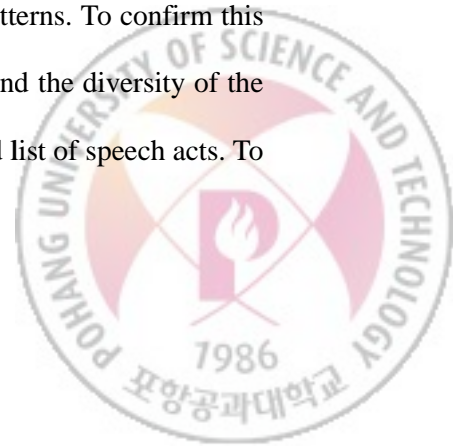 tterns. To confirm this
nd the diversity of the
l list of speech acts. To
POHANG UNIVERSITY OF SCIENCE AND TECHNOLOGY
1986
포항공과대학교